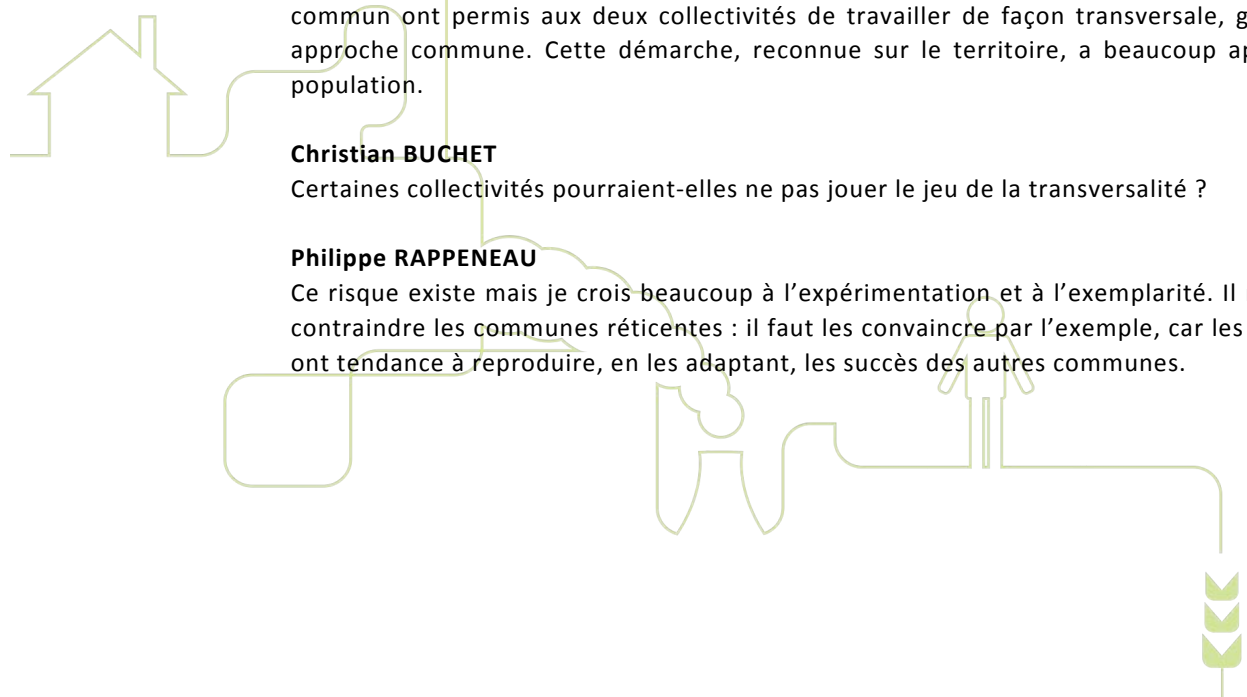 commun ont permis aux deux collectivités de travailler de façon transversale, g
approche commune. Cette démarche, reconnue sur le territoire, a beaucoup ap
population.
Christian BUCHET
Certaines collectivités pourraient-elles ne pas jouer le jeu de la transversalité ?
Philippe RAPPENEAU
Ce risque existe mais je crois beaucoup à l’expérimentation et à l’exemplarité. Il
contraindre les communes réticentes : il faut les convaincre par l’exemple, car les
ont tendance à reproduire, en les adaptant, les succès des autres communes.